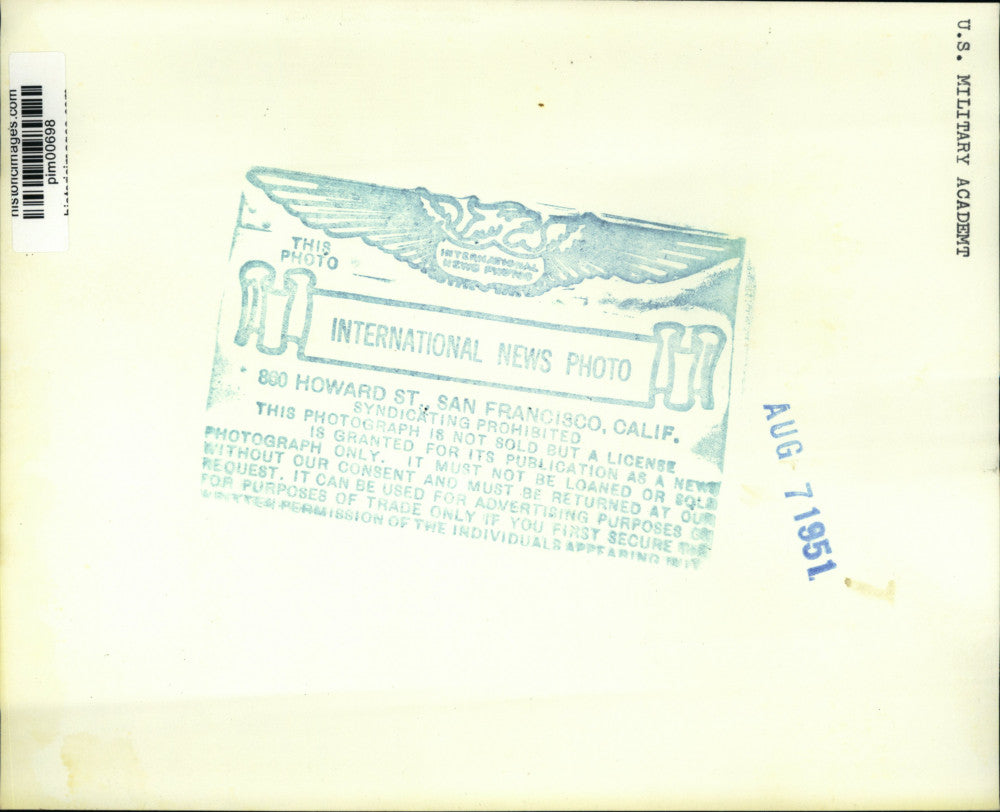 historicimages.com
pim00698
U.S. MILITARY ACADEMT
INTERNATIONAL
NEWS PHOTO
THIS
PHOTO
INTERNATIONAL NEWS PHOTO
860 HOWARD ST., SAN FRANCISCO, CALIF.
SYNDICATING PROHIBITED
THIS PHOTOGRAPH IS NOT SOLD BUT A LICENSE
IS GRANTED FOR ITS PUBLICATION AS A NEWS
PHOTOGRAPH ONLY. IT MUST NOT BE LOANED OR SOLD
WITHOUT OUR CONSENT AND MUST BE RETURNED AT OUR
REQUEST. IT CAN BE USED FOR ADVERTISING PURPOSES OR
FOR PURPOSES OF TRADE ONLY IF YOU FIRST SECURE THE
WRITTEN PERMISSION OF THE INDIVIDUALS APPEARING IN IT
AUG 7 1951